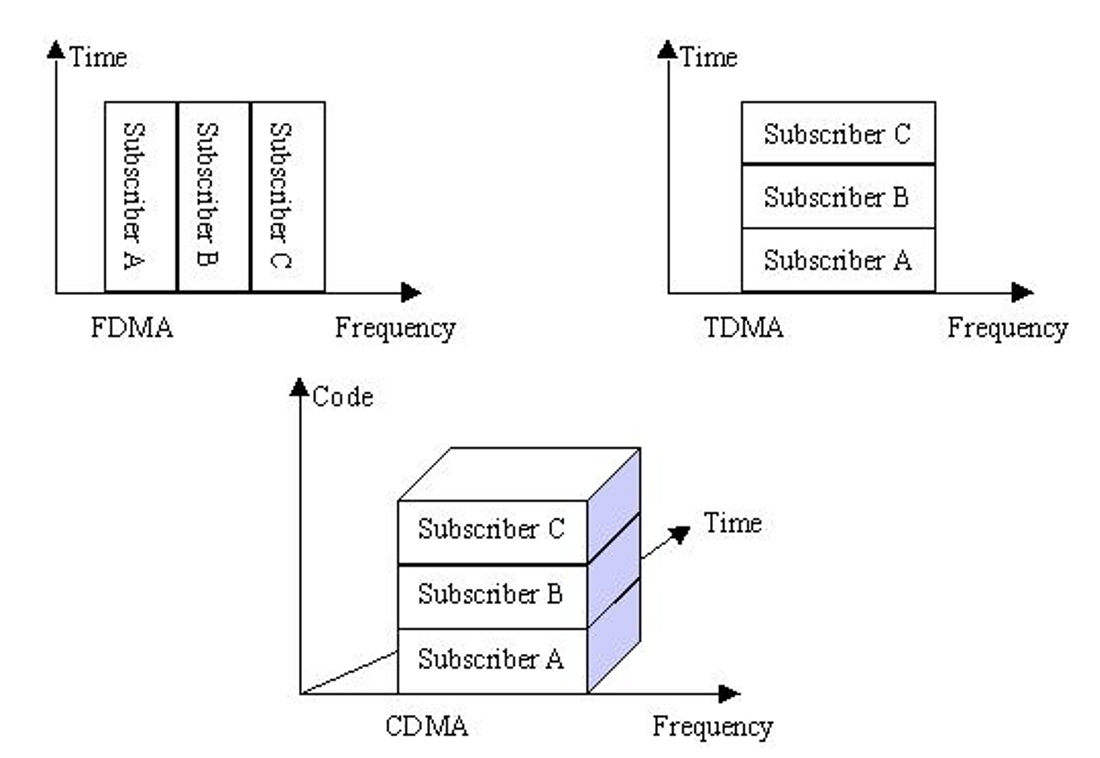 Time
Subscriber A
Subscriber B
Subscriber C
FDMA
Frequency
Time
Subscriber C
Subscriber B
Subscriber A
TDMA
Frequency
Code
Subscriber C
Subscriber B
Subscriber A
Time
CDMA
Frequency